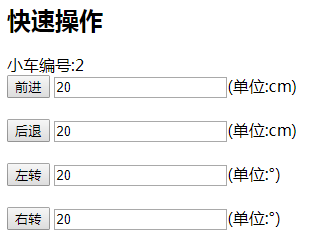 快速操作
小车编号:2
前进 20 (单位:cm)
后退 20 (单位:cm)
左转 20 (单位:°)
右转 20 (单位:°)